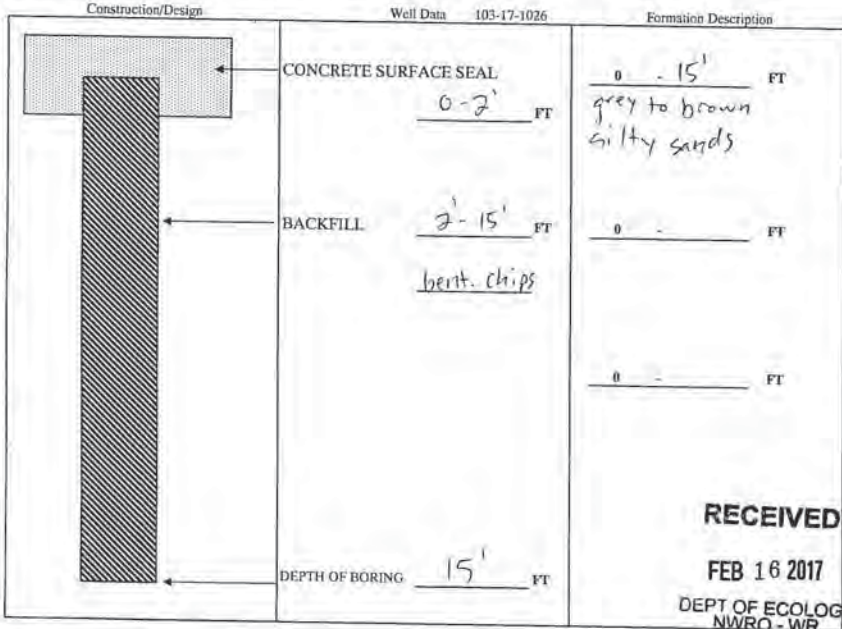 Construction/Design
Well Data 103-17-1026
Formation Description
CONCRETE SURFACE SEAL
0-2' FT
BACKFILL 2'-15' FT
bent. chips
DEPTH OF BORING 15' FT
0 - 15' FT
grey to brown
silty sands
0 - FT
0 - FT
RECEIVED
FEB 16 2017
DEPT OF ECOLOG
NWRO - WR